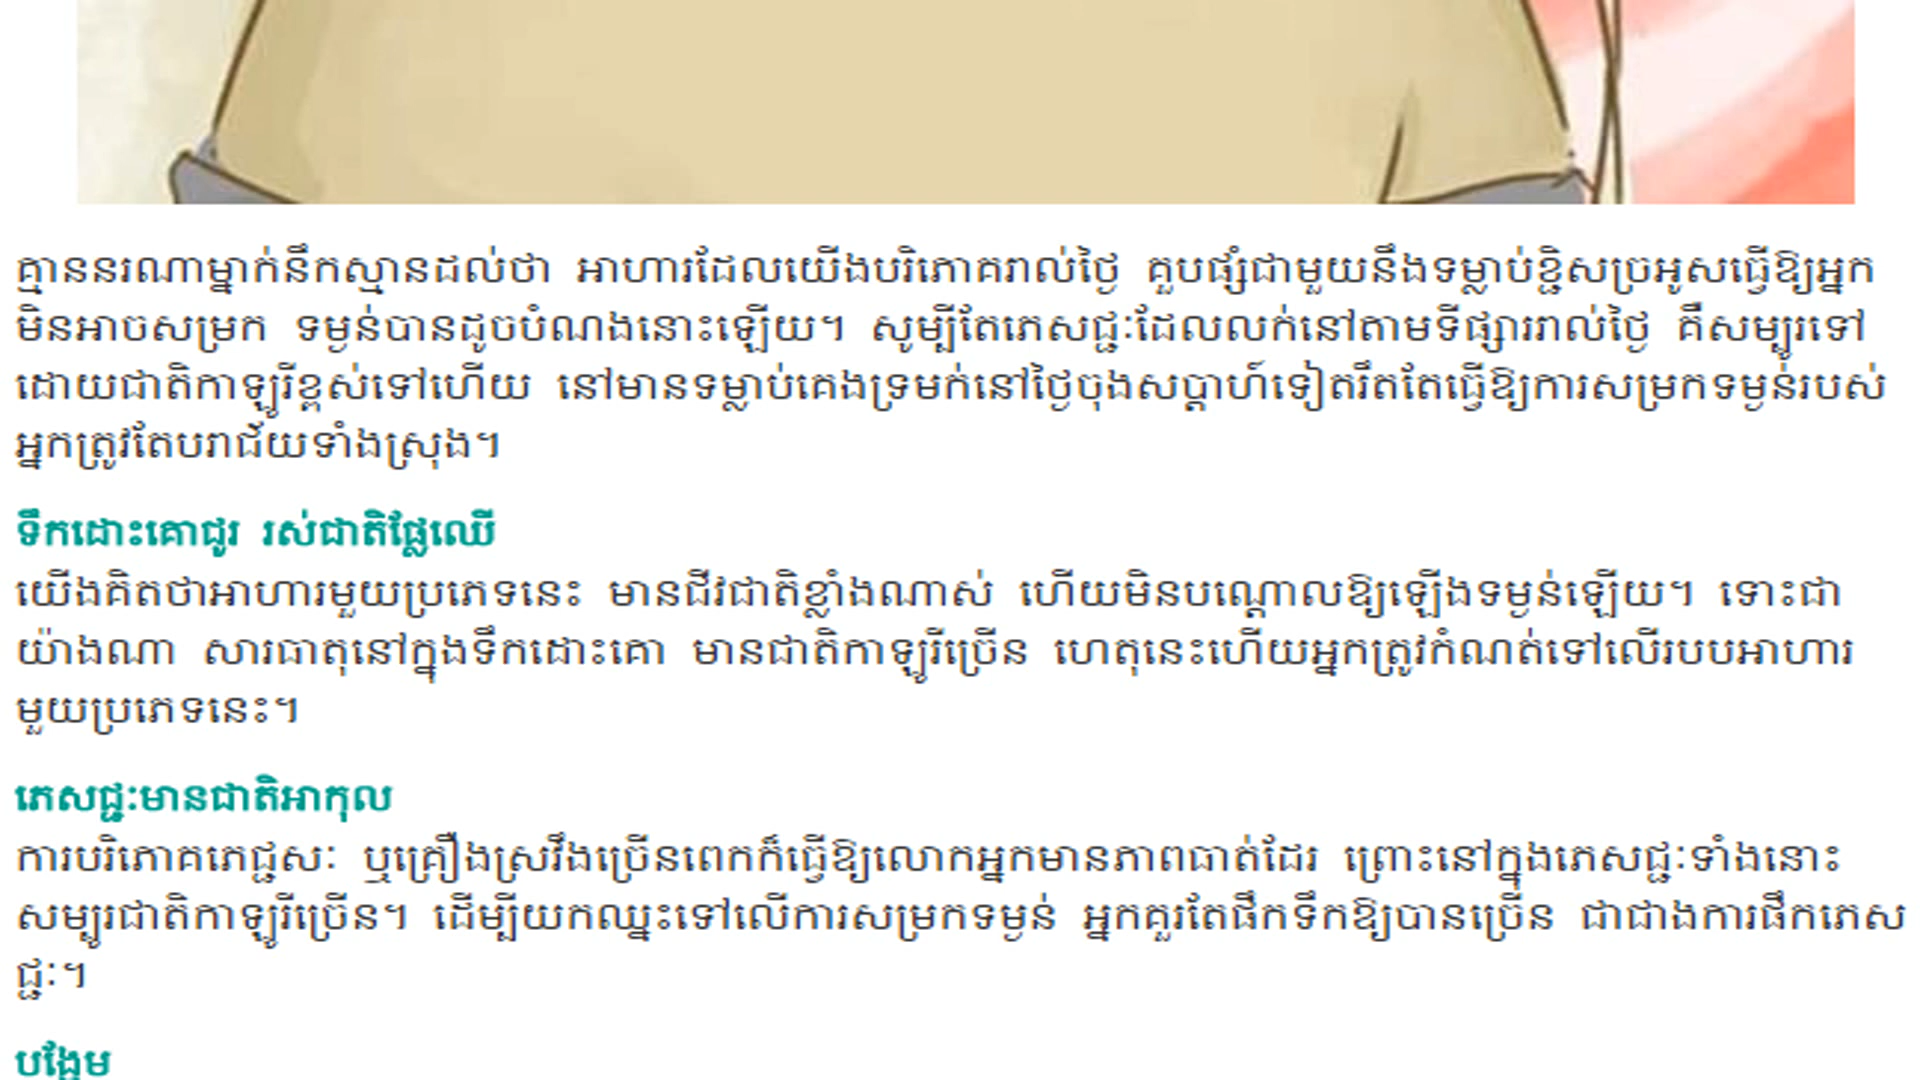 គ្មាននរណាម្នាក់នឹកស្មានដល់ថា អាហារដែលយើងបរិភោគរាល់ថ្ងៃ គួបផ្សំជាមួយនឹងទម្លាប់ខ្ជិសច្រអូសធ្វើឱ្យអ្នក
មិនអាចសម្រក ទម្ងន់បានដូចបំណងនោះឡើយ។ សូម្បីតែភេសជ្ជៈដែលលក់នៅតាមទីផ្សាររាល់ថ្ងៃ គឺសម្បូរទៅ
ដោយជាតិកាឡូរីខ្ពស់ទៅហើយ នៅមានទម្លាប់គេងទ្រមក់នៅថ្ងៃចុងសប្ដាហ៍ទៀតរឹតតែធ្វើឱ្យការសម្រកទម្ងន់របស់
អ្នកត្រូវតែបរាជ័យទាំងស្រុង។
ទឹកដោះគោជូរ រស់ជាតិផ្លែឈើ
យើងគិតថាអាហារមួយប្រភេទនេះ មានជីវជាតិខ្លាំងណាស់ ហើយមិនបណ្ដោលឱ្យឡើងទម្ងន់ឡើយ។ ទោះជា
យ៉ាងណា សារធាតុនៅក្នុងទឹកដោះគោ មានជាតិកាឡូរីច្រើន ហេតុនេះហើយអ្នកត្រូវកំណត់ទៅលើរបបអាហារ
មួយប្រភេទនេះ។
ភេសជ្ជៈមានជាតិអាកុល
ការបរិភោគភេជ្ជសៈ ឬគ្រឿងស្រវឹងច្រើនពេកក៏ធ្វើឱ្យលោកអ្នកមានភាពធាត់ដែរ ព្រោះនៅក្នុងភេសជ្ជៈទាំងនោះ
សម្បូរជាតិកាឡូរីច្រើន។ ដើម្បីយកឈ្នះទៅលើការសម្រកទម្ងន់ អ្នកគួរតែផឹកទឹកឱ្យបានច្រើន ជាជាងការផឹកភេស
ជ្ជៈ។
បង្អែម